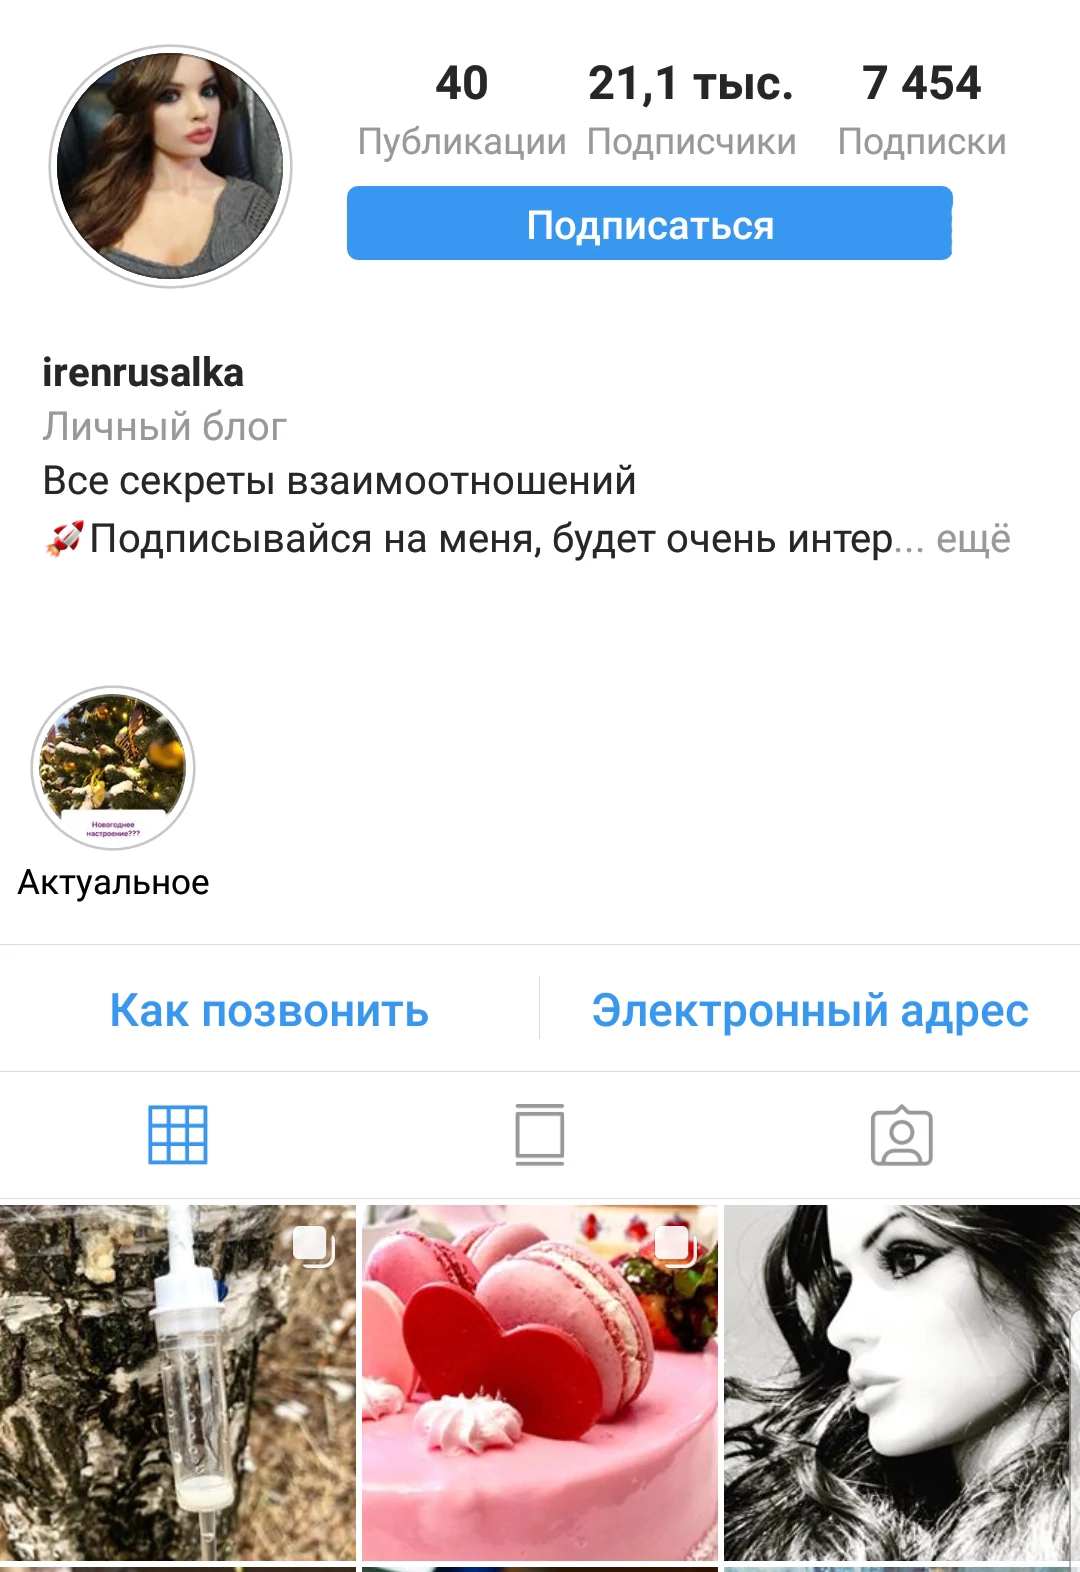 40 21,1 тыс. 7 454
Публикации Подписчики Подписки
Подписаться
irenrusalka
Личный блог
Все секреты взаимоотношений
🚀Подписывайся на меня, будет очень интер... ещё
Новогоднее
настроение???
Актуальное
Как позвонить Электронный адрес